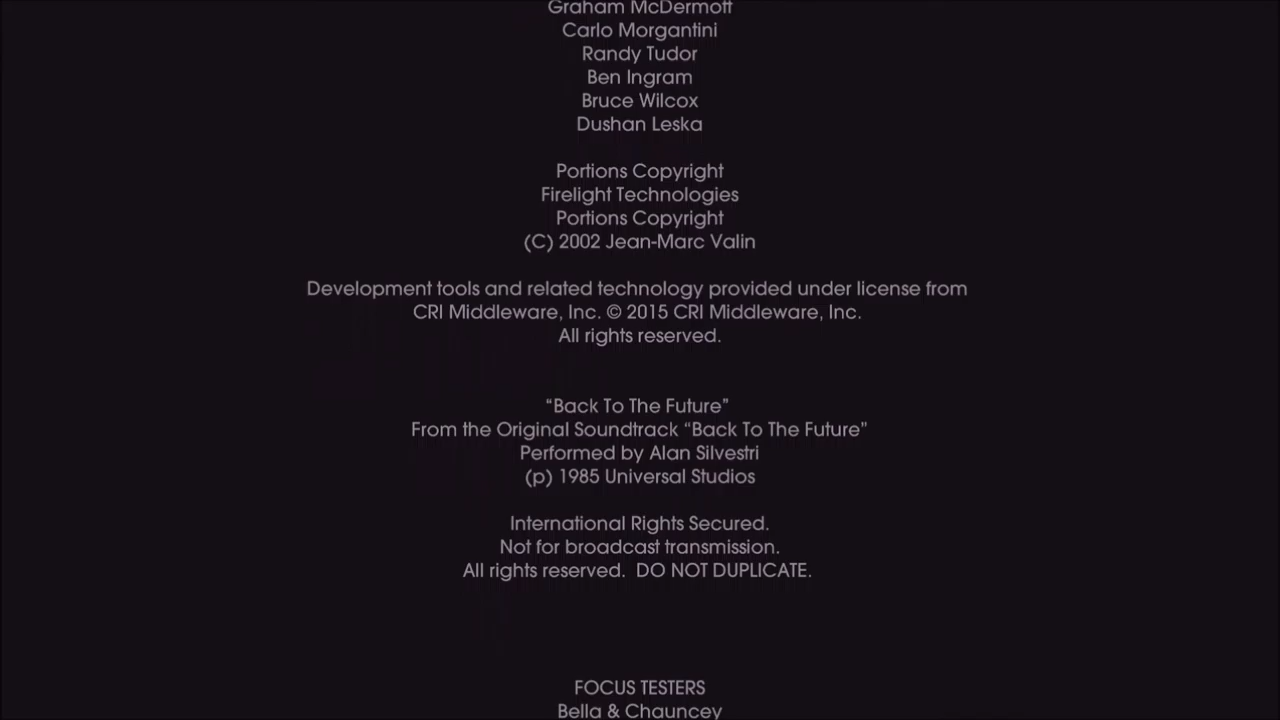 Graham McDermott
Carlo Morgantini
Randy Tudor
Ben Ingram
Bruce Wilcox
Dushan Leska
Portions Copyright
Firelight Technologies
Portions Copyright
(C) 2002 Jean-Marc Valin
Development tools and related technology provided under license from
CRI Middleware, Inc. © 2015 CRI Middleware, Inc.
All rights reserved.
“Back To The Future”
From the Original Soundtrack “Back To The Future”
Performed by Alan Silvestri
(p) 1985 Universal Studios
International Rights Secured.
Not for broadcast transmission.
All rights reserved.  DO NOT DUPLICATE.
FOCUS TESTERS
Bella & Chauncey